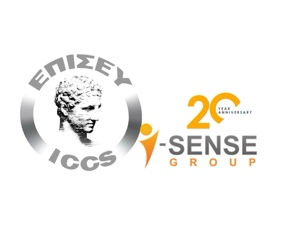 ΕΠΙΣΕΥ
ICCS
20
YEAR
ANNIVERSARY
i-SENSE
GROUP